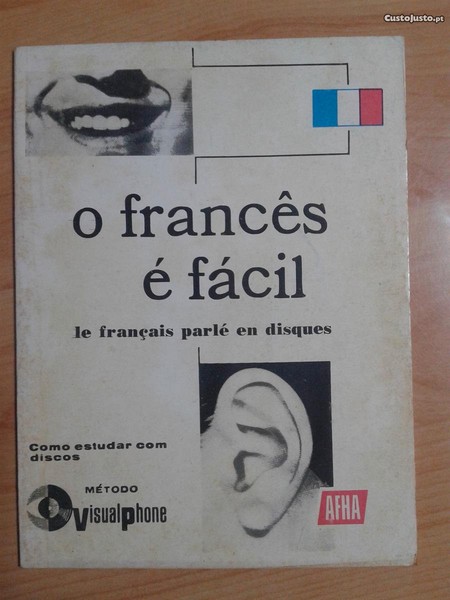 CustoJusto.pt
o francês
é fácil
le français parlé en disques
Como estudar com
discos
MÉTODO
VisualPhone
AFHA